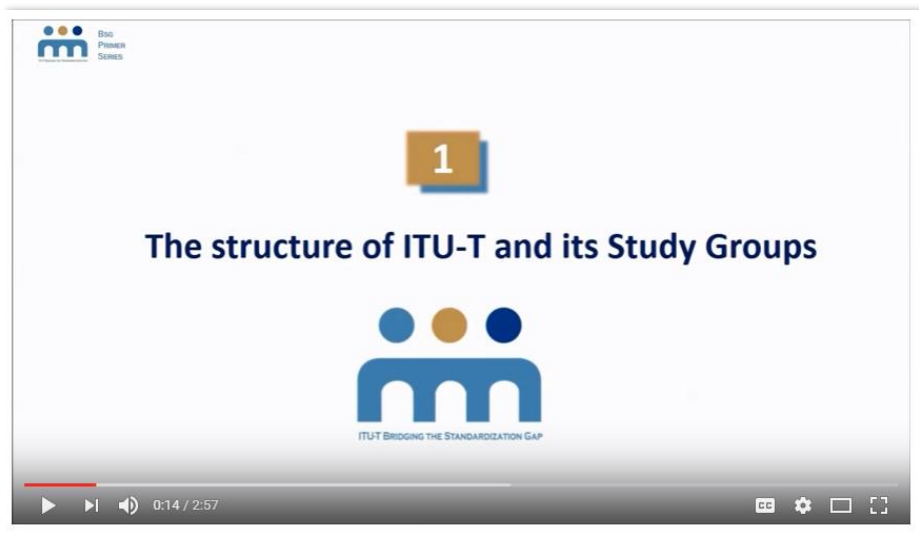 BSG
PRIMER
SERIES
1
The structure of ITU-T and its Study Groups
ITU-T BRIDGING THE STANDARDIZATION GAP
0:14 / 2:57
CC